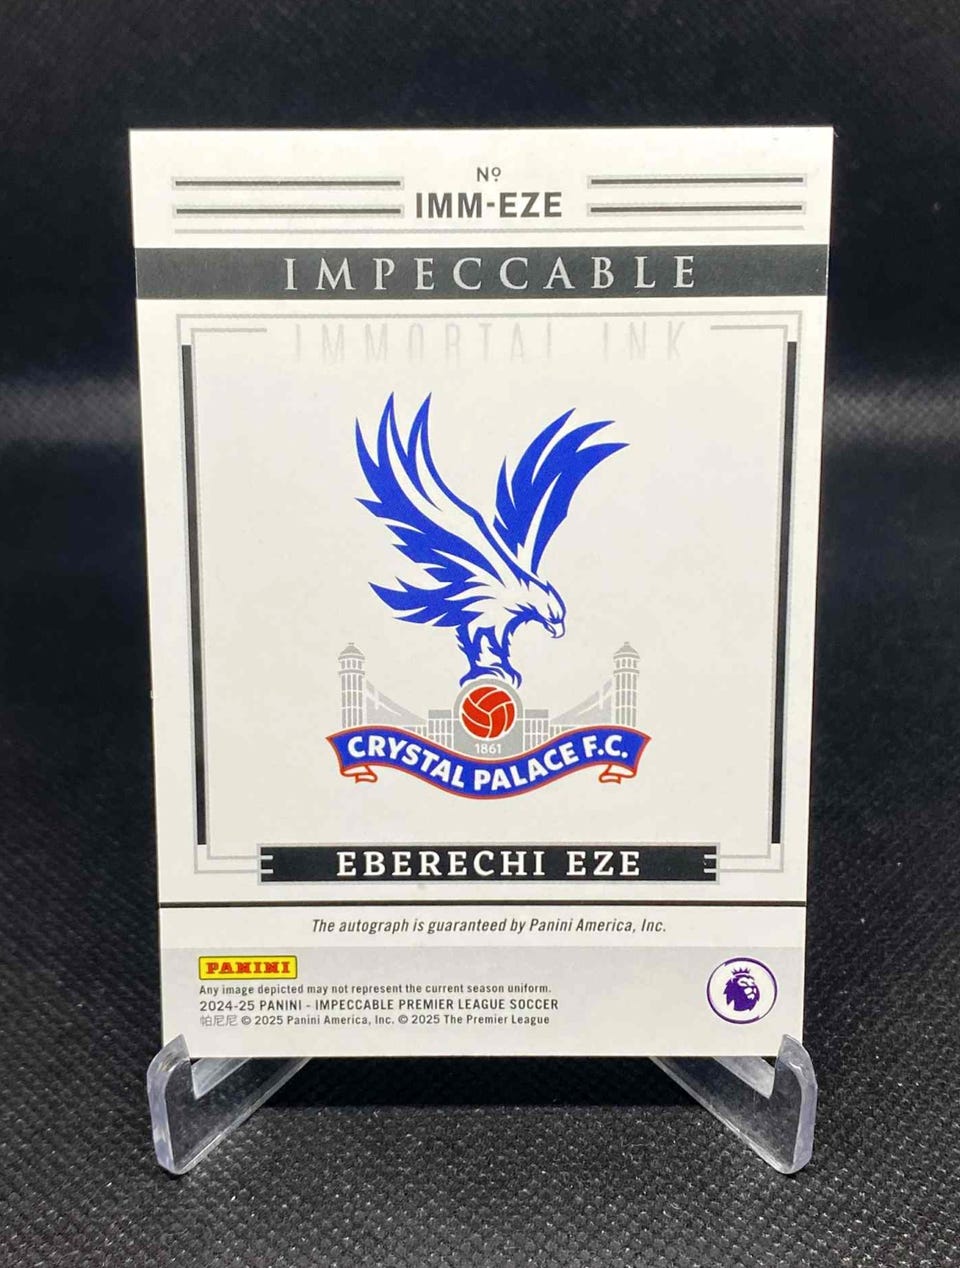 Nº
IMM-EZE
IMPECCABLE
IMMORTAL INK
1861
CRYSTAL PALACE F.C.
EBERECHI EZE
The autograph is guaranteed by Panini America, Inc.
PANINI
Any image depicted may not represent the current season uniform.
2024-25 PANINI - IMPECCABLE PREMIER LEAGUE SOCCER
帕尼尼 © 2025 Panini America, Inc. © 2025 The Premier League